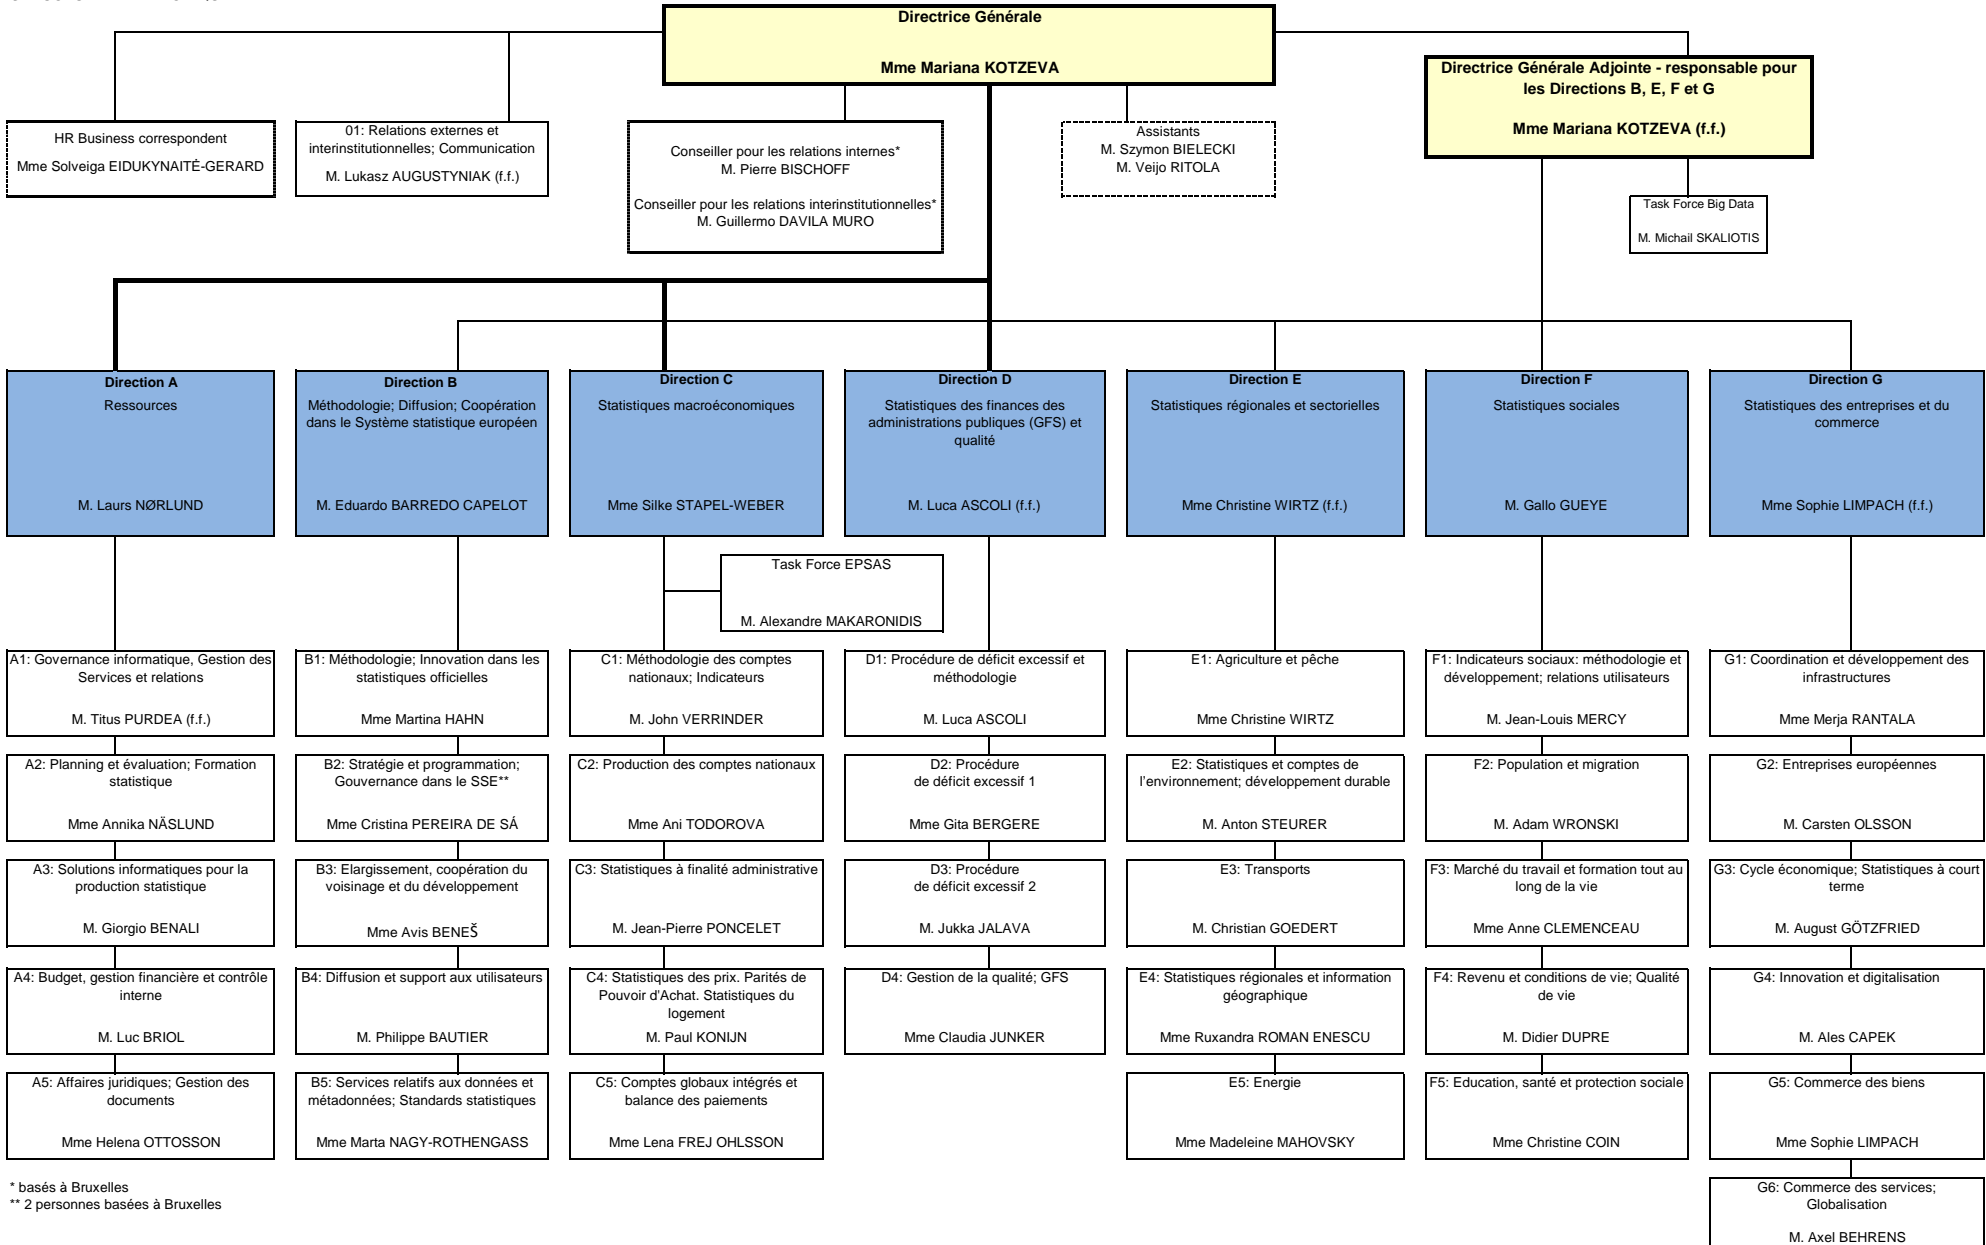 Directrice Générale
Mme Mariana KOTZEVA
Directrice Générale Adjointe - responsable pour
les Directions B, E, F et G
Mme Mariana KOTZEVA (f.f.)
HR Business correspondent
Mme Solveiga EIDUKYNAITĖ-GERARD
01: Relations externes et
interinstitutionnelles; Communication
M. Lukasz AUGUSTYNIAK (f.f.)
Conseiller pour les relations internes*
M. Pierre BISCHOFF
Conseiller pour les relations interinstitutionnelles*
M. Guillermo DAVILA MURO
Assistants
M. Szymon BIELECKI
M. Veijo RITOLA
Task Force Big Data
M. Michail SKALIOTIS
Direction A
Ressources
M. Laurs NØRLUND
Direction B
Méthodologie; Diffusion; Coopération
dans le Système statistique européen
M. Eduardo BARREDO CAPELOT
Direction C
Statistiques macroéconomiques
Mme Silke STAPEL-WEBER
Direction D
Statistiques des finances des
administrations publiques (GFS) et
qualité
M. Luca ASCOLI (f.f.)
Direction E
Statistiques régionales et sectorielles
Mme Christine WIRTZ (f.f.)
Direction F
Statistiques sociales
M. Gallo GUEYE
Direction G
Statistiques des entreprises et du
commerce
Mme Sophie LIMPACH (f.f.)
Task Force EPSAS
M. Alexandre MAKARONIDIS
A1: Governance informatique, Gestion des
Services et relations
M. Titus PURDEA (f.f.)
B1: Méthodologie; Innovation dans les
statistiques officielles
Mme Martina HAHN
C1: Méthodologie des comptes
nationaux; Indicateurs
M. John VERRINDER
D1: Procédure de déficit excessif et
méthodologie
M. Luca ASCOLI
E1: Agriculture et pêche
Mme Christine WIRTZ
F1: Indicateurs sociaux: méthodologie et
développement; relations utilisateurs
M. Jean-Louis MERCY
G1: Coordination et développement des
infrastructures
Mme Merja RANTALA
A2: Planning et évaluation; Formation
statistique
Mme Annika NÄSLUND
B2: Stratégie et programmation;
Gouvernance dans le SSE**
Mme Cristina PEREIRA DE SÁ
C2: Production des comptes nationaux
Mme Ani TODOROVA
D2: Procédure
de déficit excessif 1
Mme Gita BERGERE
E2: Statistiques et comptes de
l'environnement; développement durable
M. Anton STEURER
F2: Population et migration
M. Adam WRONSKI
G2: Entreprises européennes
M. Carsten OLSSON
A3: Solutions informatiques pour la
production statistique
M. Giorgio BENALI
B3: Elargissement, coopération du
voisinage et du développement
Mme Avis BENEŠ
C3: Statistiques à finalité administrative
M. Jean-Pierre PONCELET
D3: Procédure
de déficit excessif 2
M. Jukka JALAVA
E3: Transports
M. Christian GOEDERT
F3: Marché du travail et formation tout au
long de la vie
Mme Anne CLEMENCEAU
G3: Cycle économique; Statistiques à court
terme
M. August GÖTZFRIED
A4: Budget, gestion financière et contrôle
interne
M. Luc BRIOL
B4: Diffusion et support aux utilisateurs
M. Philippe BAUTIER
C4: Statistiques des prix. Parités de
Pouvoir d'Achat. Statistiques du
logement
M. Paul KONIJN
D4: Gestion de la qualité; GFS
Mme Claudia JUNKER
E4: Statistiques régionales et information
géographique
Mme Ruxandra ROMAN ENESCU
F4: Revenu et conditions de vie; Qualité
de vie
M. Didier DUPRE
G4: Innovation et digitalisation
M. Ales CAPEK
A5: Affaires juridiques; Gestion des
documents
Mme Helena OTTOSSON
B5: Services relatifs aux données et
métadonnées; Standards statistiques
Mme Marta NAGY-ROTHENGASS
C5: Comptes globaux intégrés et
balance des paiements
Mme Lena FREJ OHLSSON
E5: Energie
Mme Madeleine MAHOVSKY
F5: Education, santé et protection sociale
Mme Christine COIN
G5: Commerce des biens
Mme Sophie LIMPACH
* basés à Bruxelles
** 2 personnes basées à Bruxelles
G6: Commerce des services;
Globalisation
M. Axel BEHRENS